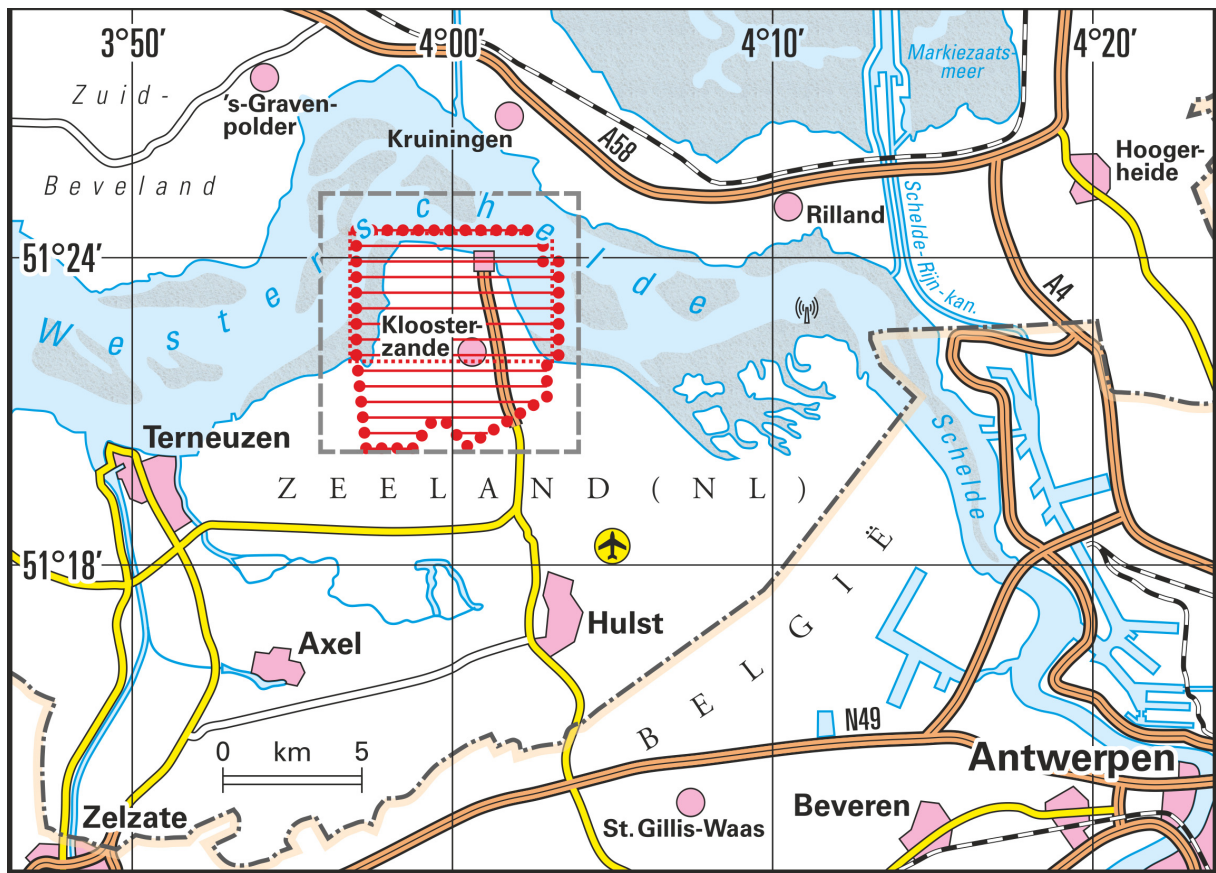 3°50′ 4°00′ 4°10′ 4°20′
Markiezaats-
meer
Zuid-
Beveland
's-Graven-
polder
Kruiningen
A58
Hooger-
heide
Rilland
Schelde-Rijn-kan.
A4
51°24′
Westerschelde
Klooster-
zande
Terneuzen
Schelde
ZEELAND (NL)
51°18′
BELGIË
Hulst
Axel
0 km 5
N49
Antwerpen
Zelzate
St. Gillis-Waas
Beveren